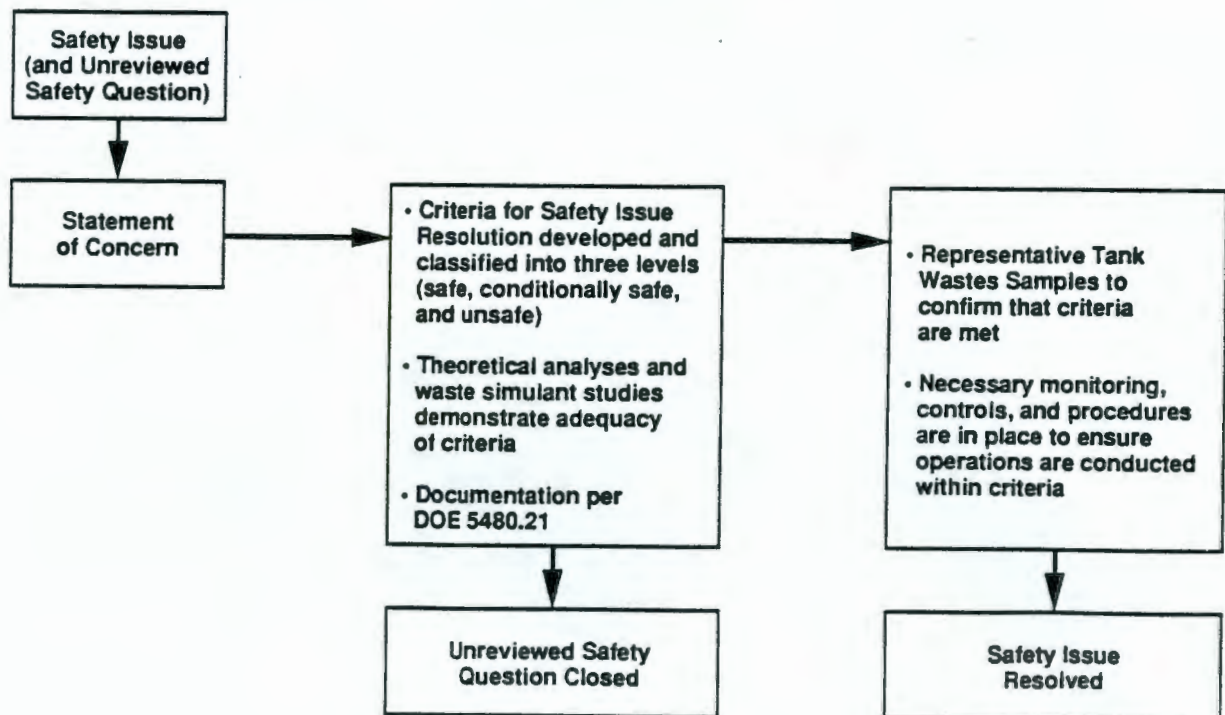 Safety Issue
(and Unreviewed
Safety Question)
Statement
of Concern
• Criteria for Safety Issue
Resolution developed and
classified into three levels
(safe, conditionally safe,
and unsafe)
• Theoretical analyses and
waste simulant studies
demonstrate adequacy
of criteria
• Documentation per
DOE 5480.21
Unreviewed Safety
Question Closed
• Representative Tank
Wastes Samples to
confirm that criteria
are met
• Necessary monitoring,
controls, and procedures
are in place to ensure
operations are conducted
within criteria
Safety Issue
Resolved